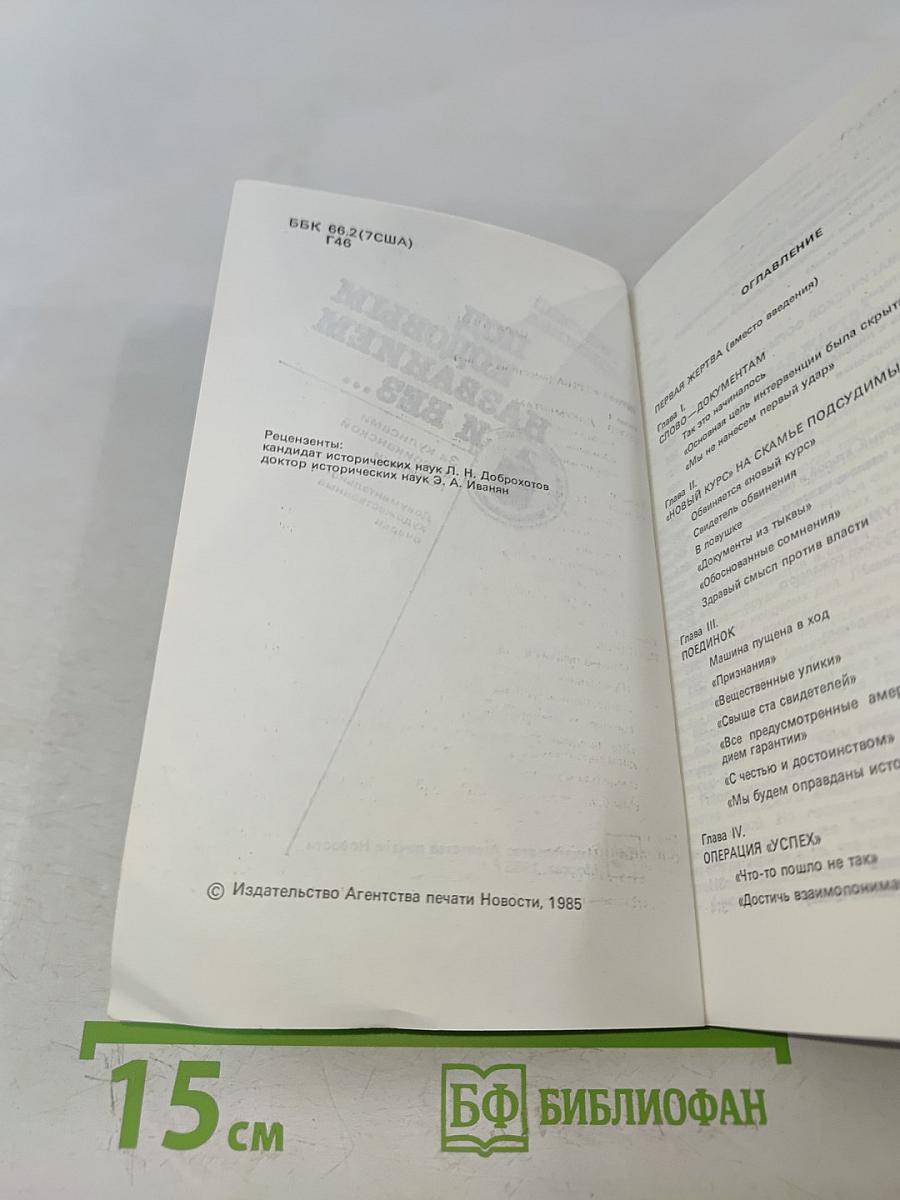 ББК 66.2(7США)
Г46
Рецензенты:
кандидат исторических наук Л. Н. Доброхотов
доктор исторических наук Э. А. Иванян
© Издательство Агентства печати Новости, 1985
ОГЛАВЛЕНИЕ
ПЕРВАЯ ЖЕРТВА (вместо введения)
Глава I.
СЛОВО—ДОКУМЕНТАМ
Так это начиналось
«Основная цель интервенции была скрыта
«Мы не нанесем первый удар»
Глава II.
«НОВЫЙ КУРС» НА СКАМЬЕ ПОДСУДИМЫ
Обвиняется «новый курс»
Свидетель обвинения
В ловушке
«Документы из тыквы»
«Обоснованные сомнения»
Здравый смысл против власти
Глава III.
ПОЕДИНОК
Машина пущена в ход
«Признания»
«Вещественные улики»
«Свыше ста свидетелей»
«Все предусмотренные амер
дием гарантии»
«С честью и достоинством»
«Мы будем оправданы исто
Глава IV.
ОПЕРАЦИЯ «УСПЕХ»
«Что-то пошло не так»
«Достичь взаимопонима
15 см
БФ БИБЛИОФАН